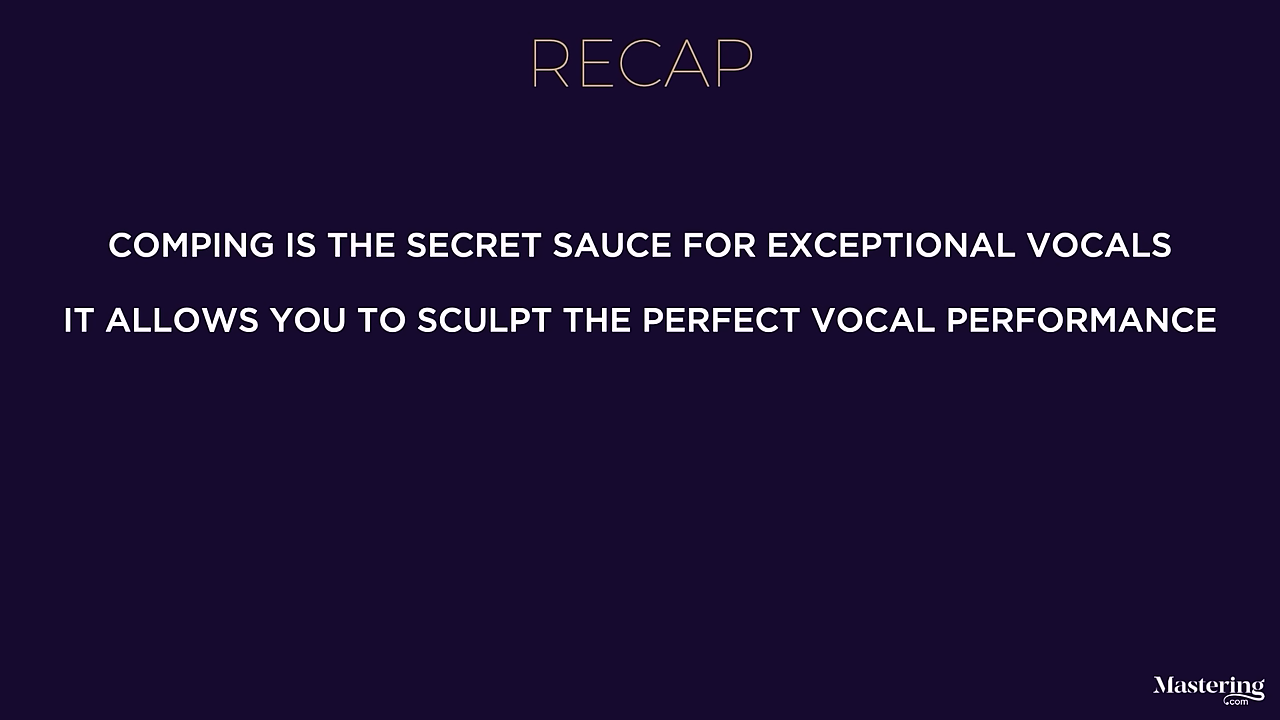 RECAP
COMPING IS THE SECRET SAUCE FOR EXCEPTIONAL VOCALS
IT ALLOWS YOU TO SCULPT THE PERFECT VOCAL PERFORMANCE
Mastering
.com